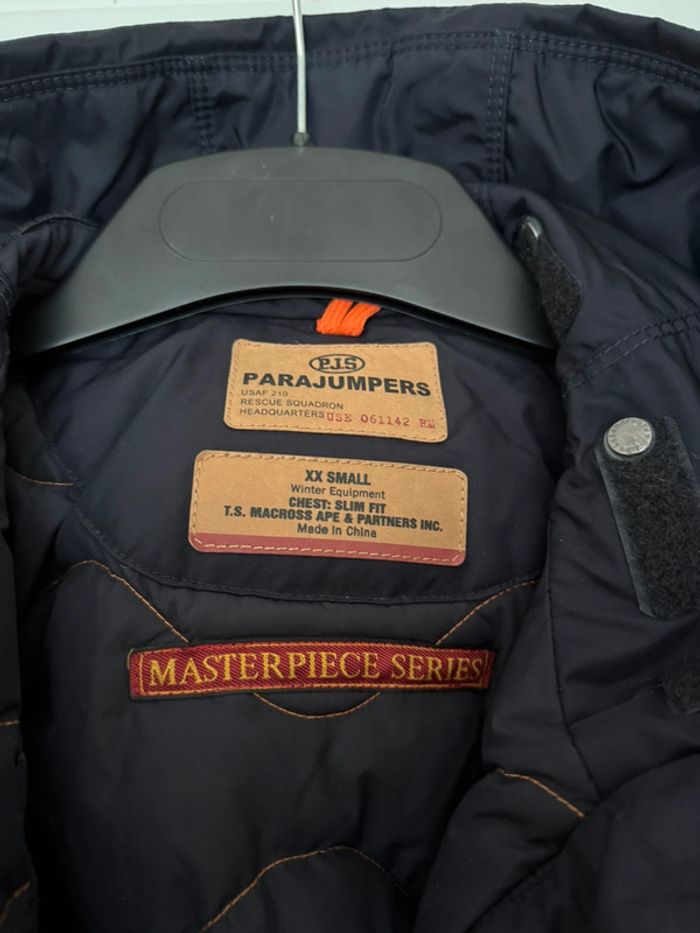 P.J.S
PARAJUMPERS
USAF 210
RESCUE SQUADRON
HEADQUARTERS USE 061142 RM
XX SMALL
Winter Equipment
CHEST: SLIM FIT
T.S. MACROSS APE & PARTNERS INC.
Made In China
MASTERPIECE SERIES